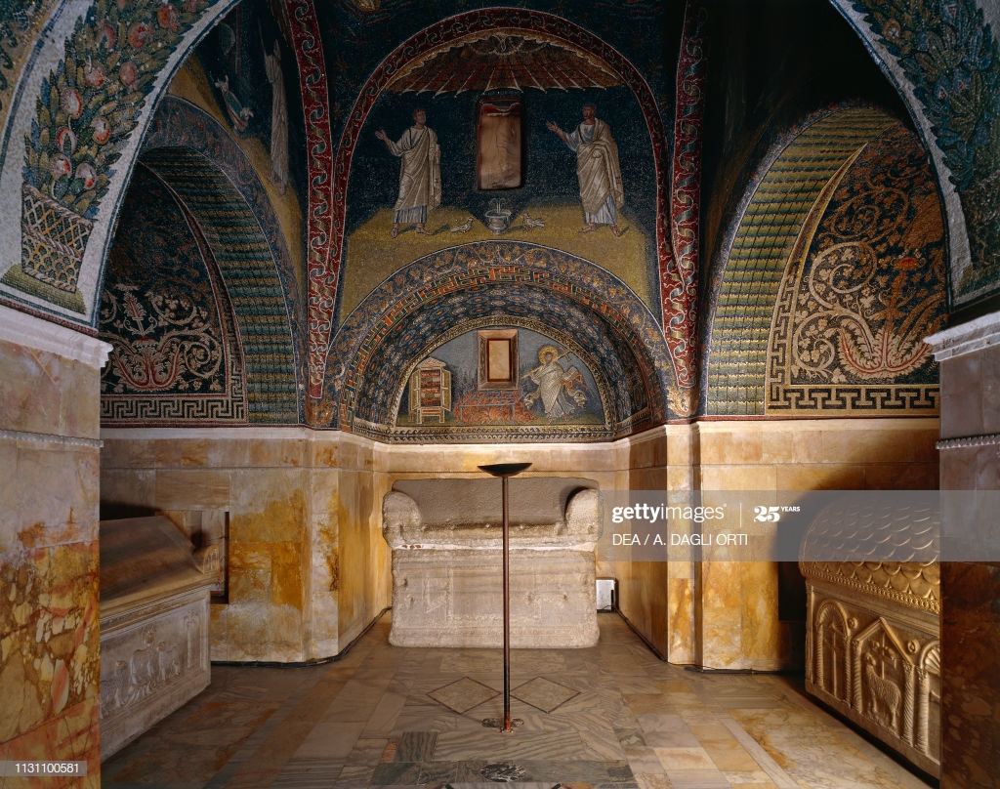 gettyimages® 25 YEARS
DEA / A. DAGLI ORTI
1131100581